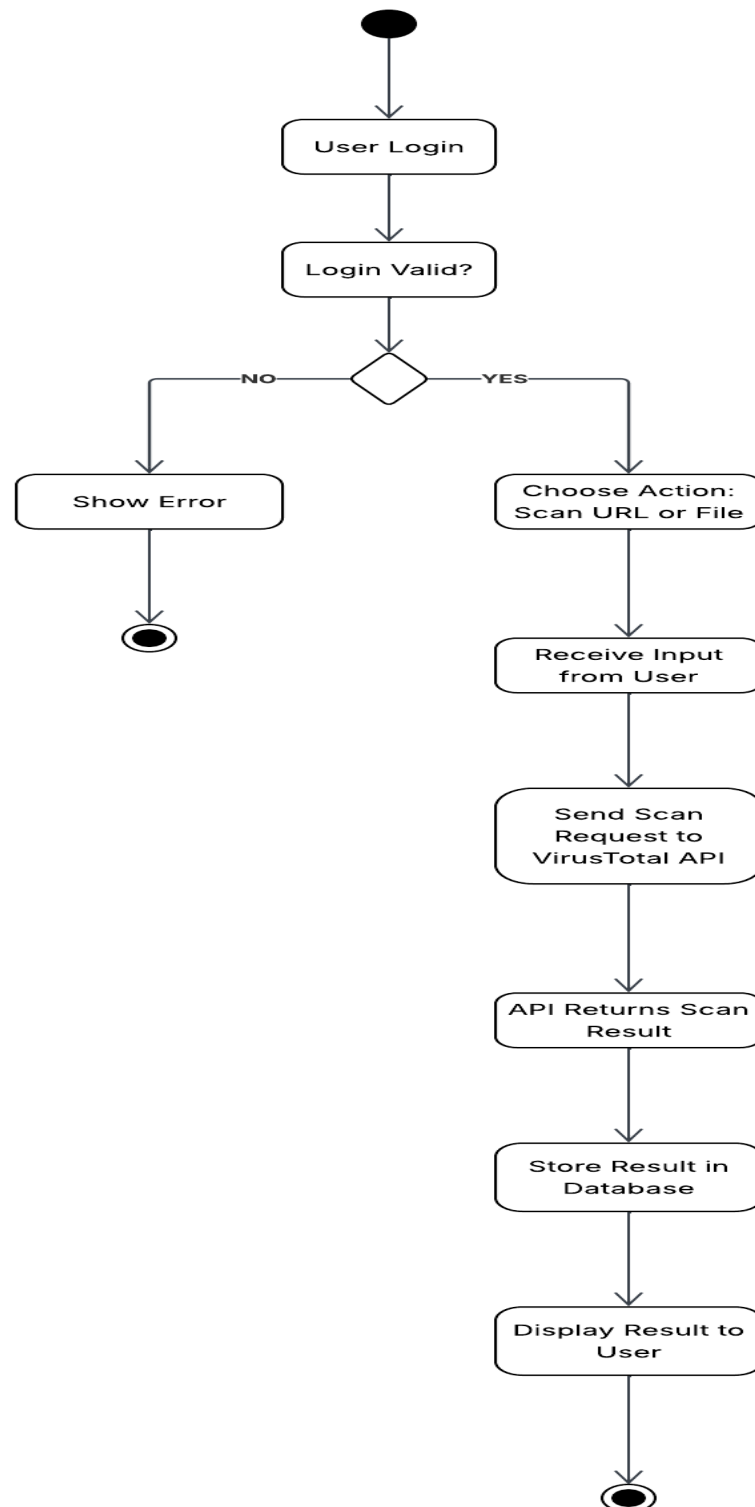 User Login
Login Valid?
NO
YES
Show Error
Choose Action:
Scan URL or File
Receive Input
from User
Send Scan
Request to
VirusTotal API
API Returns Scan
Result
Store Result in
Database
Display Result to
User